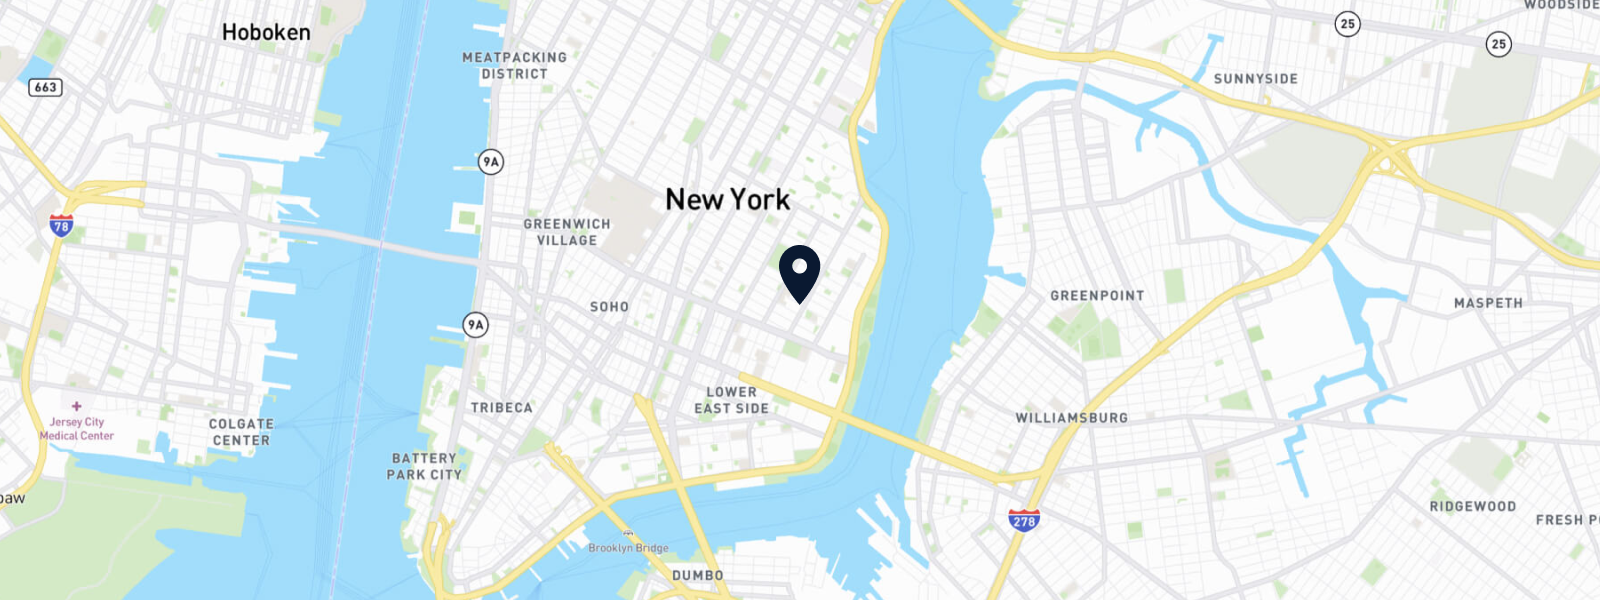 WOODSIDE
Hoboken
25
25
MEATPACKING
DISTRICT
SUNNYSIDE
663
9A
New York
78
GREENWICH
VILLAGE
GREENPOINT
MASPETH
SOHO
9A
LOWER
EAST SIDE
TRIBECA
WILLIAMSBURG
Jersey City
Medical Center
COLGATE
CENTER
BATTERY
PARK CITY
paw
RIDGEWOOD
278
FRESH PO
Brooklyn Bridge
DUMBO